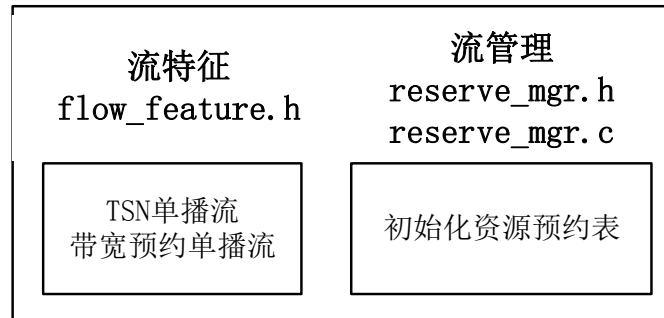 流特征
flow_feature.h
TSN单播流
带宽预约单播流
流管理
reserve_mgr.h
reserve_mgr.c
初始化资源预约表